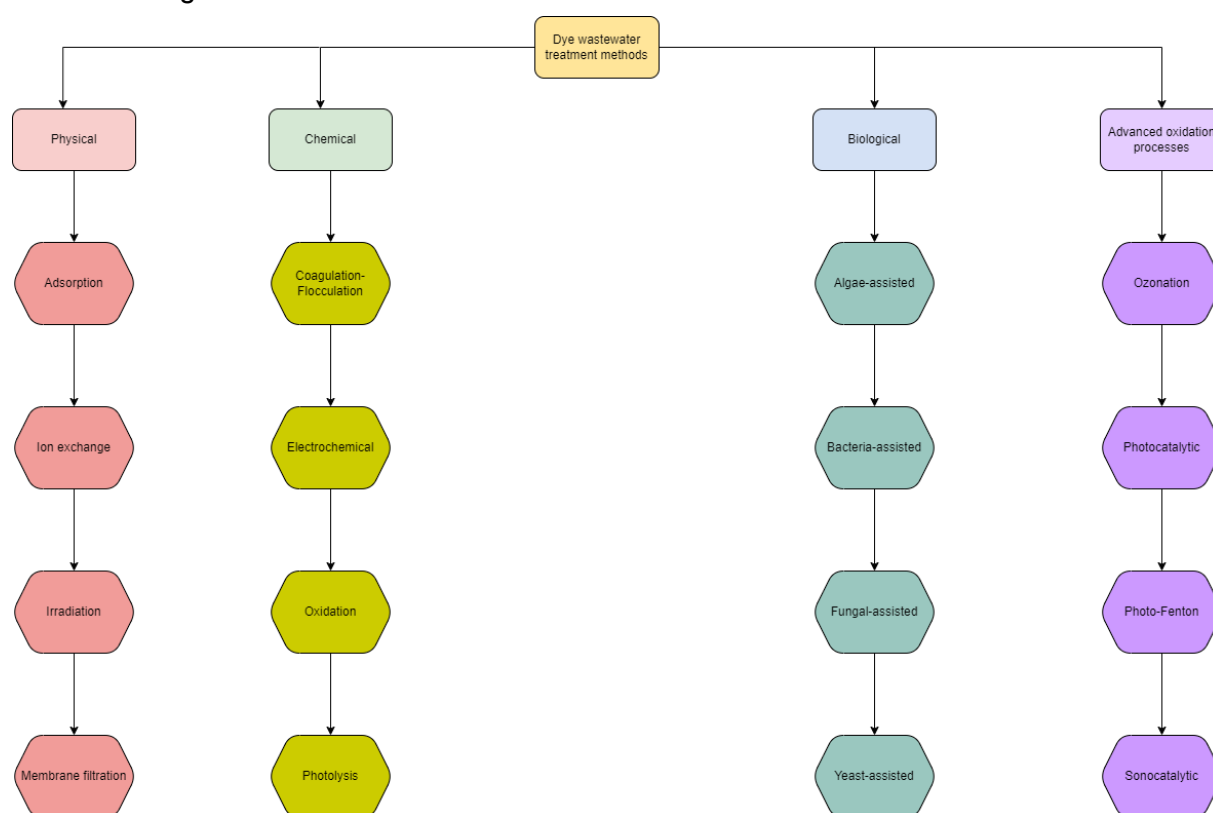 Dye wastewater
treatment methods
Physical
Chemical
Biological
Advanced oxidation
processes
Adsorption
Coagulation-
Flocculation
Algae-assisted
Ozonation
Ion exchange
Electrochemical
Bacteria-assisted
Photocatalytic
Irradiation
Oxidation
Fungal-assisted
Photo-Fenton
Membrane filtration
Photolysis
Yeast-assisted
Sonocatalytic